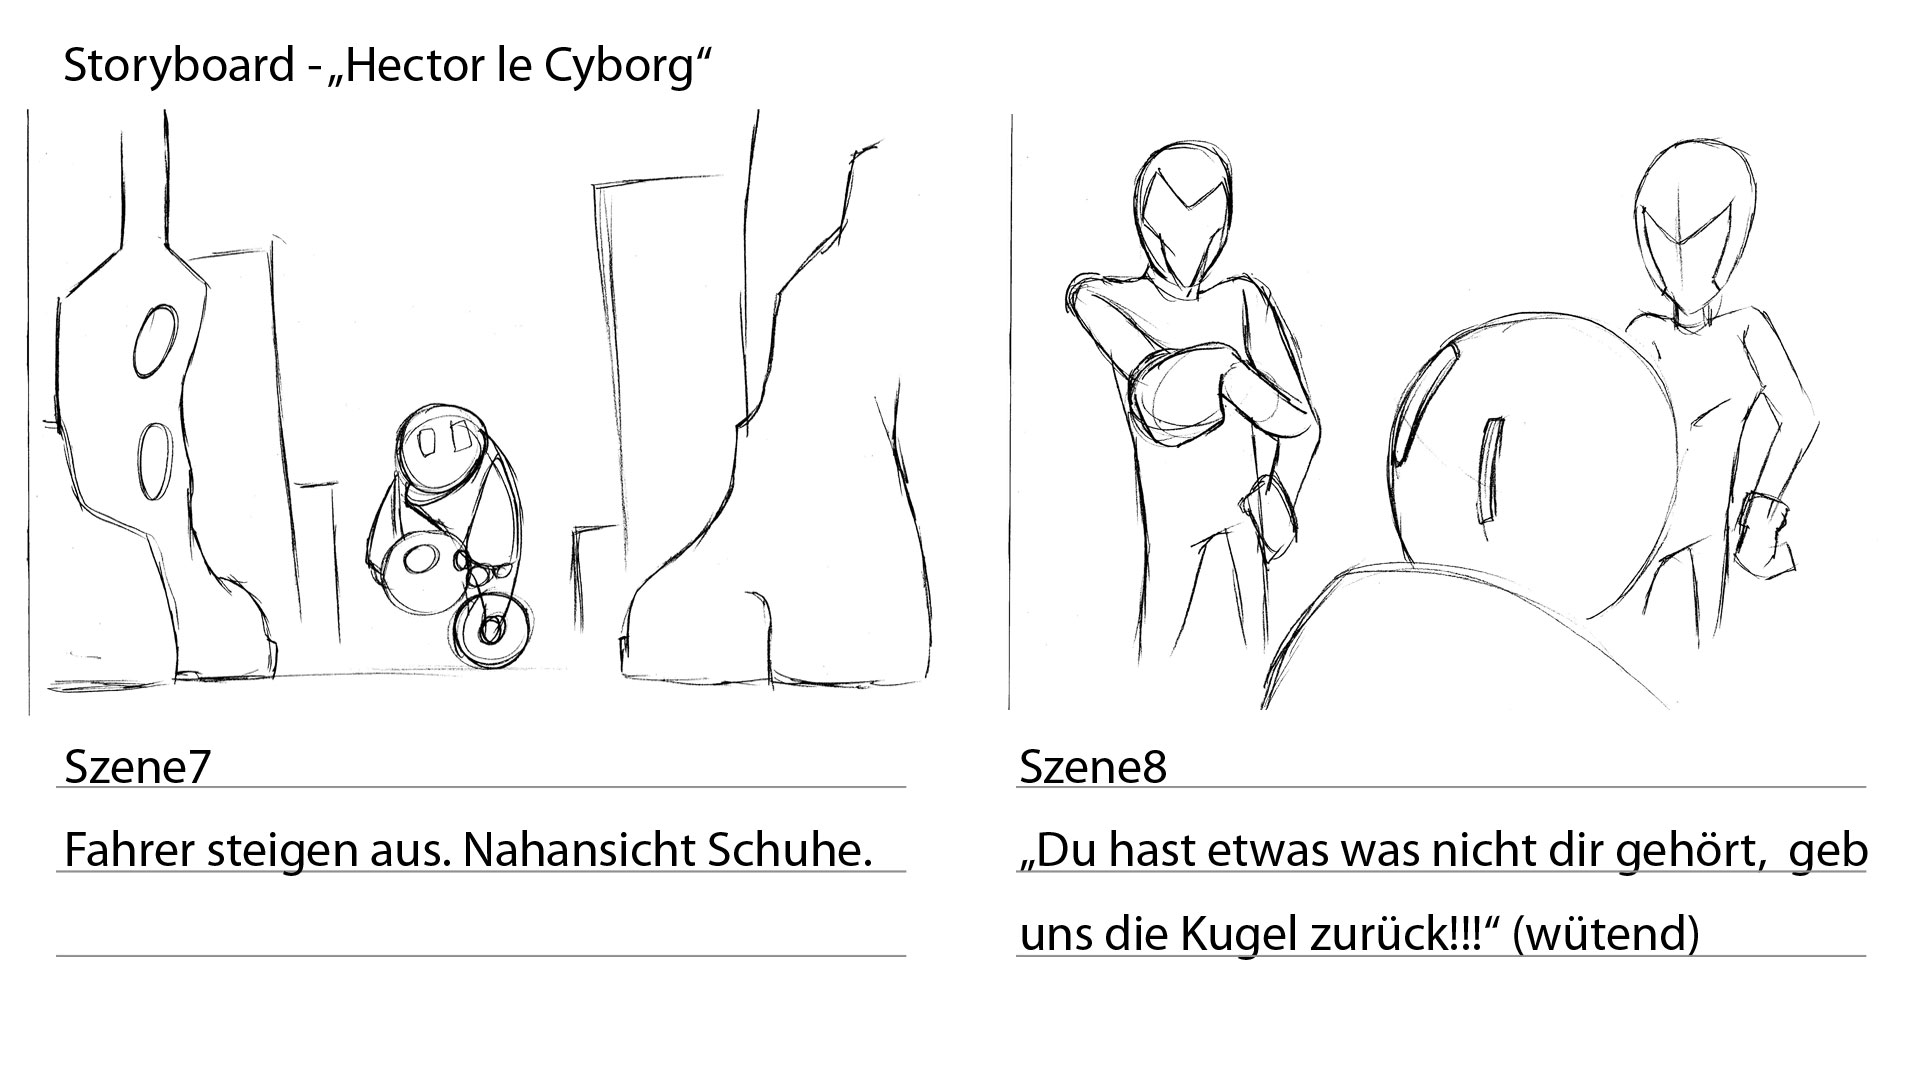 Storyboard - „Hector le Cyborg“
Szene7
Fahrer steigen aus. Nahansicht Schuhe.
Szene8
„Du hast etwas was nicht dir gehört, geb
uns die Kugel zurück!!!“ (wütend)